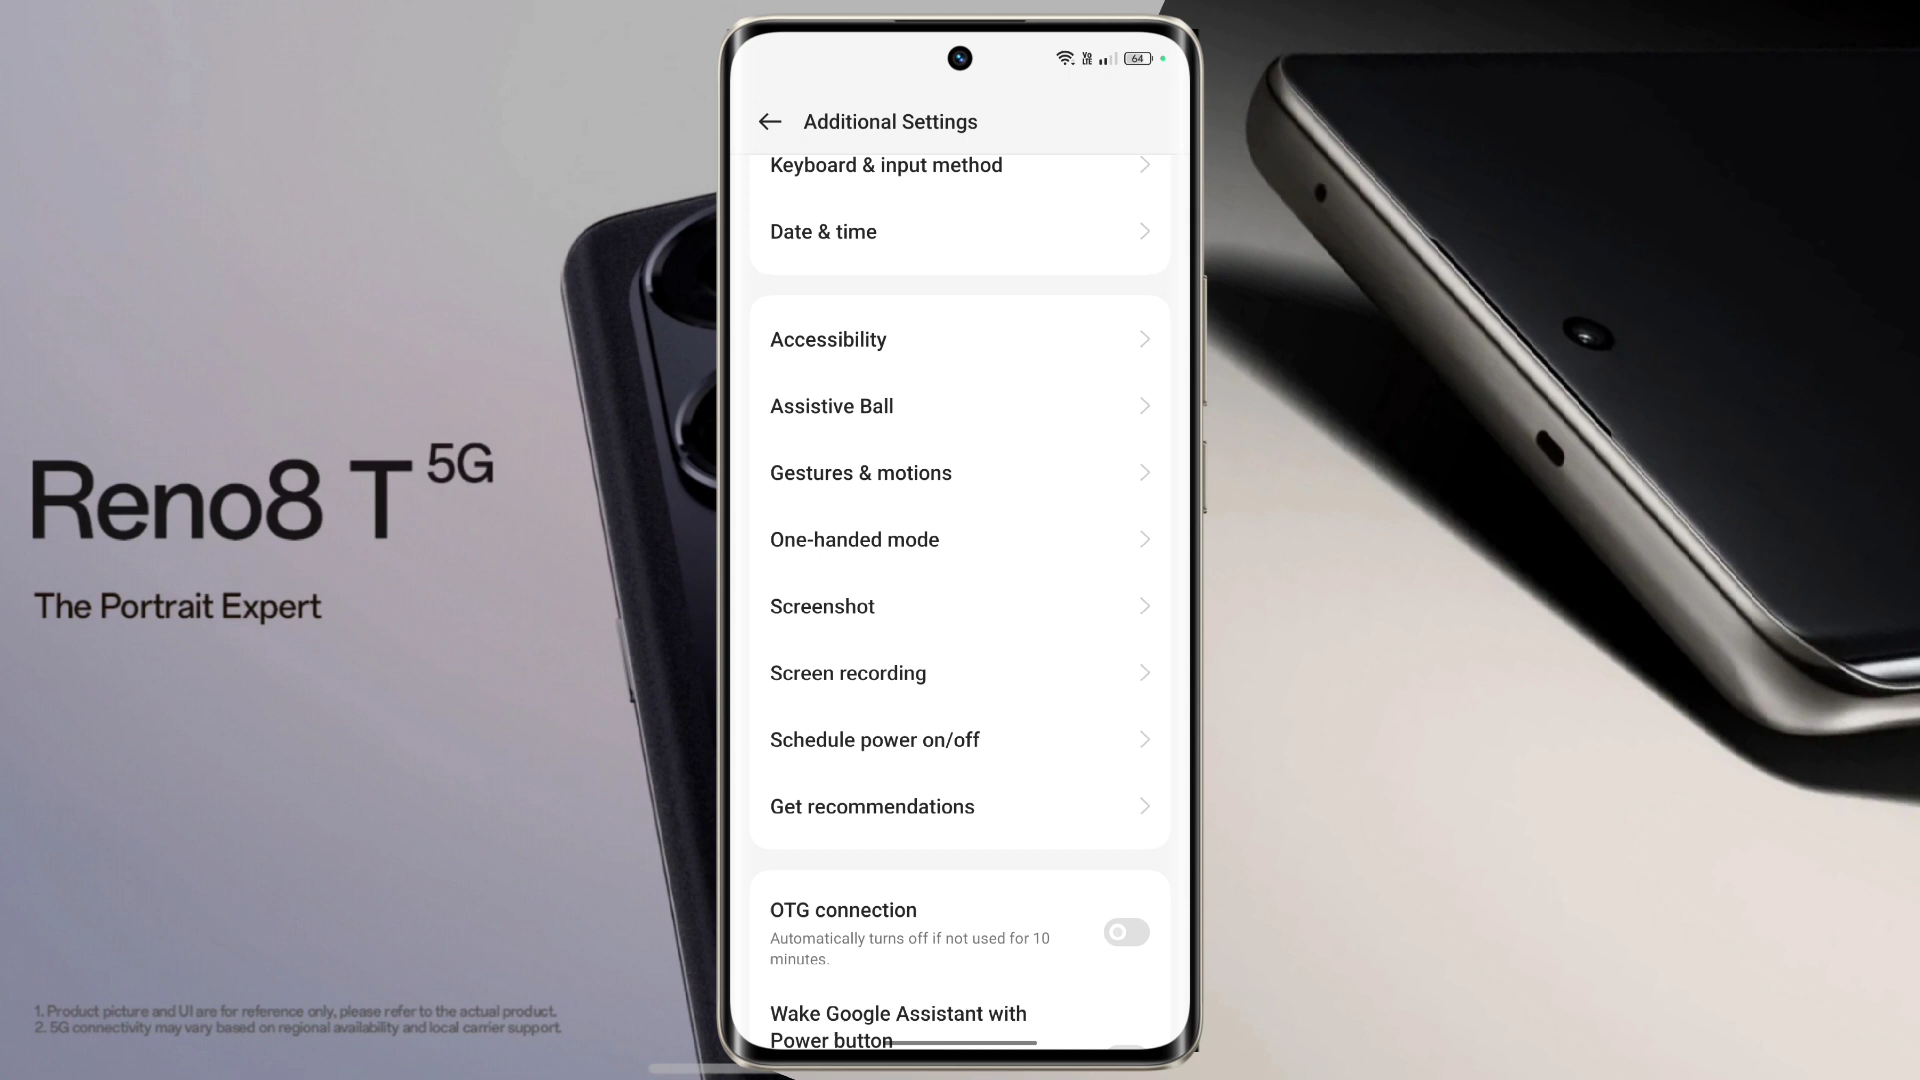 Vo
LTE
64
Additional Settings
Keyboard & input method
Date & time
Accessibility
Assistive Ball
Gestures & motions
One-handed mode
Screenshot
Screen recording
Schedule power on/off
Get recommendations
OTG connection
Automatically turns off if not used for 10
minutes.
Wake Google Assistant with
Power button
Reno8 T 5G
The Portrait Expert
1. Product picture and UI are for reference only, please refer to the actual product.
2. 5G connectivity may vary based on regional availability and local carrier support.